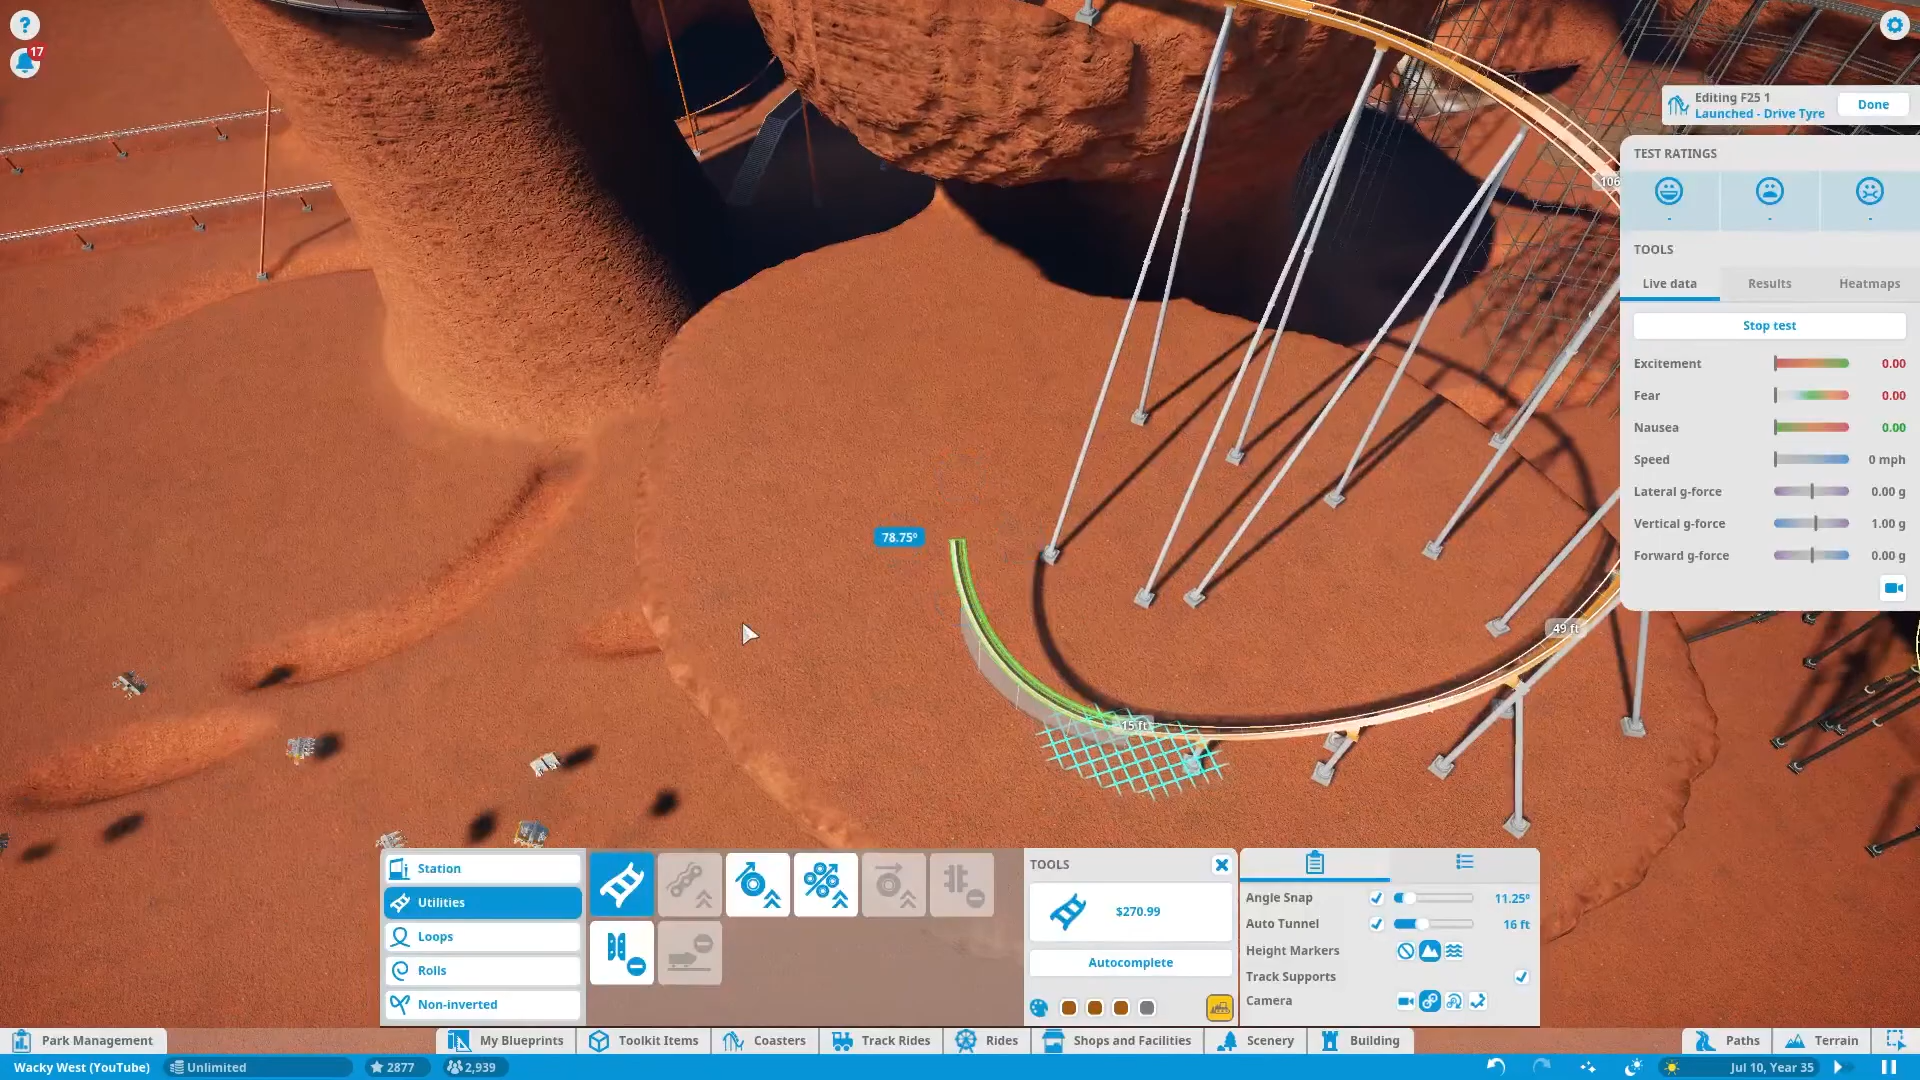 ?
17
Editing F25 1
Launched - Drive Tyre
Done
TEST RATINGS
- - -
TOOLS
Live data Results Heatmaps
Stop test
Excitement 0.00
Fear 0.00
Nausea 0.00
Speed 0 mph
Lateral g-force 0.00 g
Vertical g-force 1.00 g
Forward g-force 0.00 g
106
78.75º
49 ft
15 ft
Station
Utilities
Loops
Rolls
Non-inverted
TOOLS
$270.99
Autocomplete
Angle Snap 11.25º
Auto Tunnel 16 ft
Height Markers
Track Supports
Camera
Park Management My Blueprints Toolkit Items Coasters Track Rides Rides Shops and Facilities Scenery Building Paths Terrain
Wacky West (YouTube) Unlimited 2877 2,939 Jul 10, Year 35